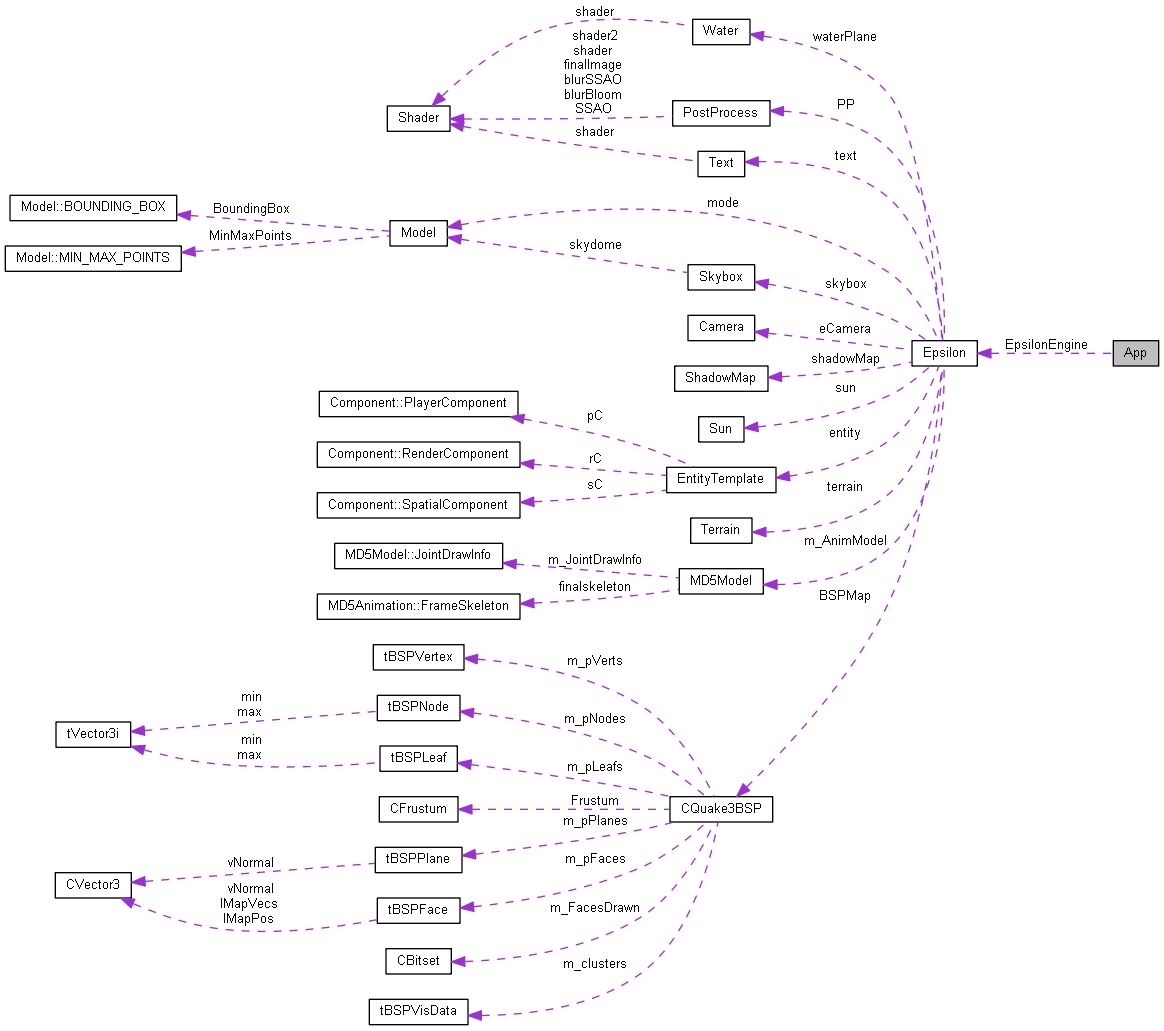 shader
Water
waterPlane
shader2
shader
finalImage
blurSSAO
blurBloom
SSAO
Shader
PostProcess
PP
shader
Text
text
Model::BOUNDING_BOX
BoundingBox
mode
Model
MinMaxPoints
Model::MIN_MAX_POINTS
skydome
Skybox
skybox
Camera
eCamera
Epsilon
EpsilonEngine
App
shadowMap
ShadowMap
sun
Sun
Component::PlayerComponent
pC
entity
Component::RenderComponent
rC
EntityTemplate
sC
Component::SpatialComponent
terrain
Terrain
m_AnimModel
MD5Model::JointDrawInfo
m_JointDrawInfo
MD5Model
finalskeleton
MD5Animation::FrameSkeleton
BSPMap
tBSPVertex
m_pVerts
min
max
tBSPNode
m_pNodes
tVector3i
min
max
tBSPLeaf
m_pLeafs
CFrustum
Frustum
CQuake3BSP
m_pPlanes
vNormal
tBSPPlane
m_pFaces
CVector3
vNormal
lMapVecs
lMapPos
tBSPFace
m_FacesDrawn
CBitset
m_clusters
tBSPVisData